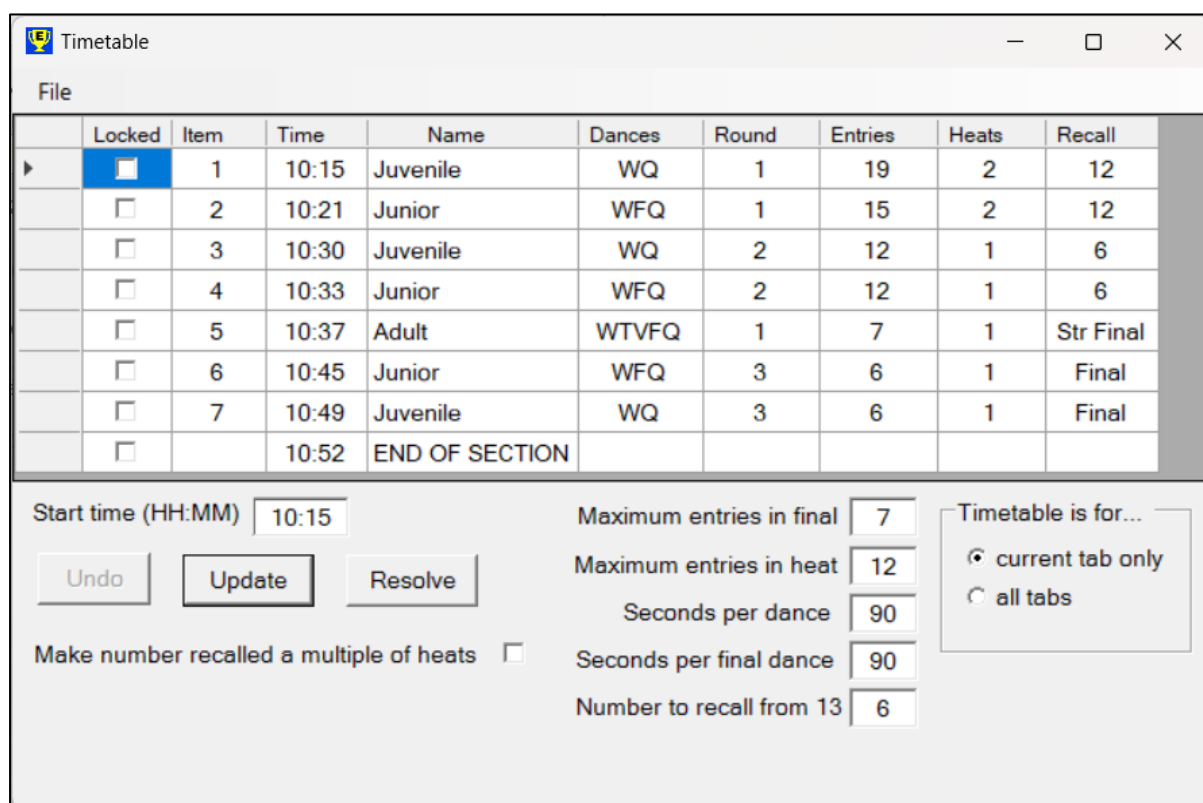 Timetable
File
Locked Item Time Name Dances Round Entries Heats Recall
1 10:15 Juvenile WQ 1 19 2 12
2 10:21 Junior WFQ 1 15 2 12
3 10:30 Juvenile WQ 2 12 1 6
4 10:33 Junior WFQ 2 12 1 6
5 10:37 Adult WTVFQ 1 7 1 Str Final
6 10:45 Junior WFQ 3 6 1 Final
7 10:49 Juvenile WQ 3 6 1 Final
10:52 END OF SECTION
Start time (HH:MM) 10:15
Undo Update Resolve
Make number recalled a multiple of heats
Maximum entries in final 7
Maximum entries in heat 12
Seconds per dance 90
Seconds per final dance 90
Number to recall from 13 6
Timetable is for...
current tab only
all tabs